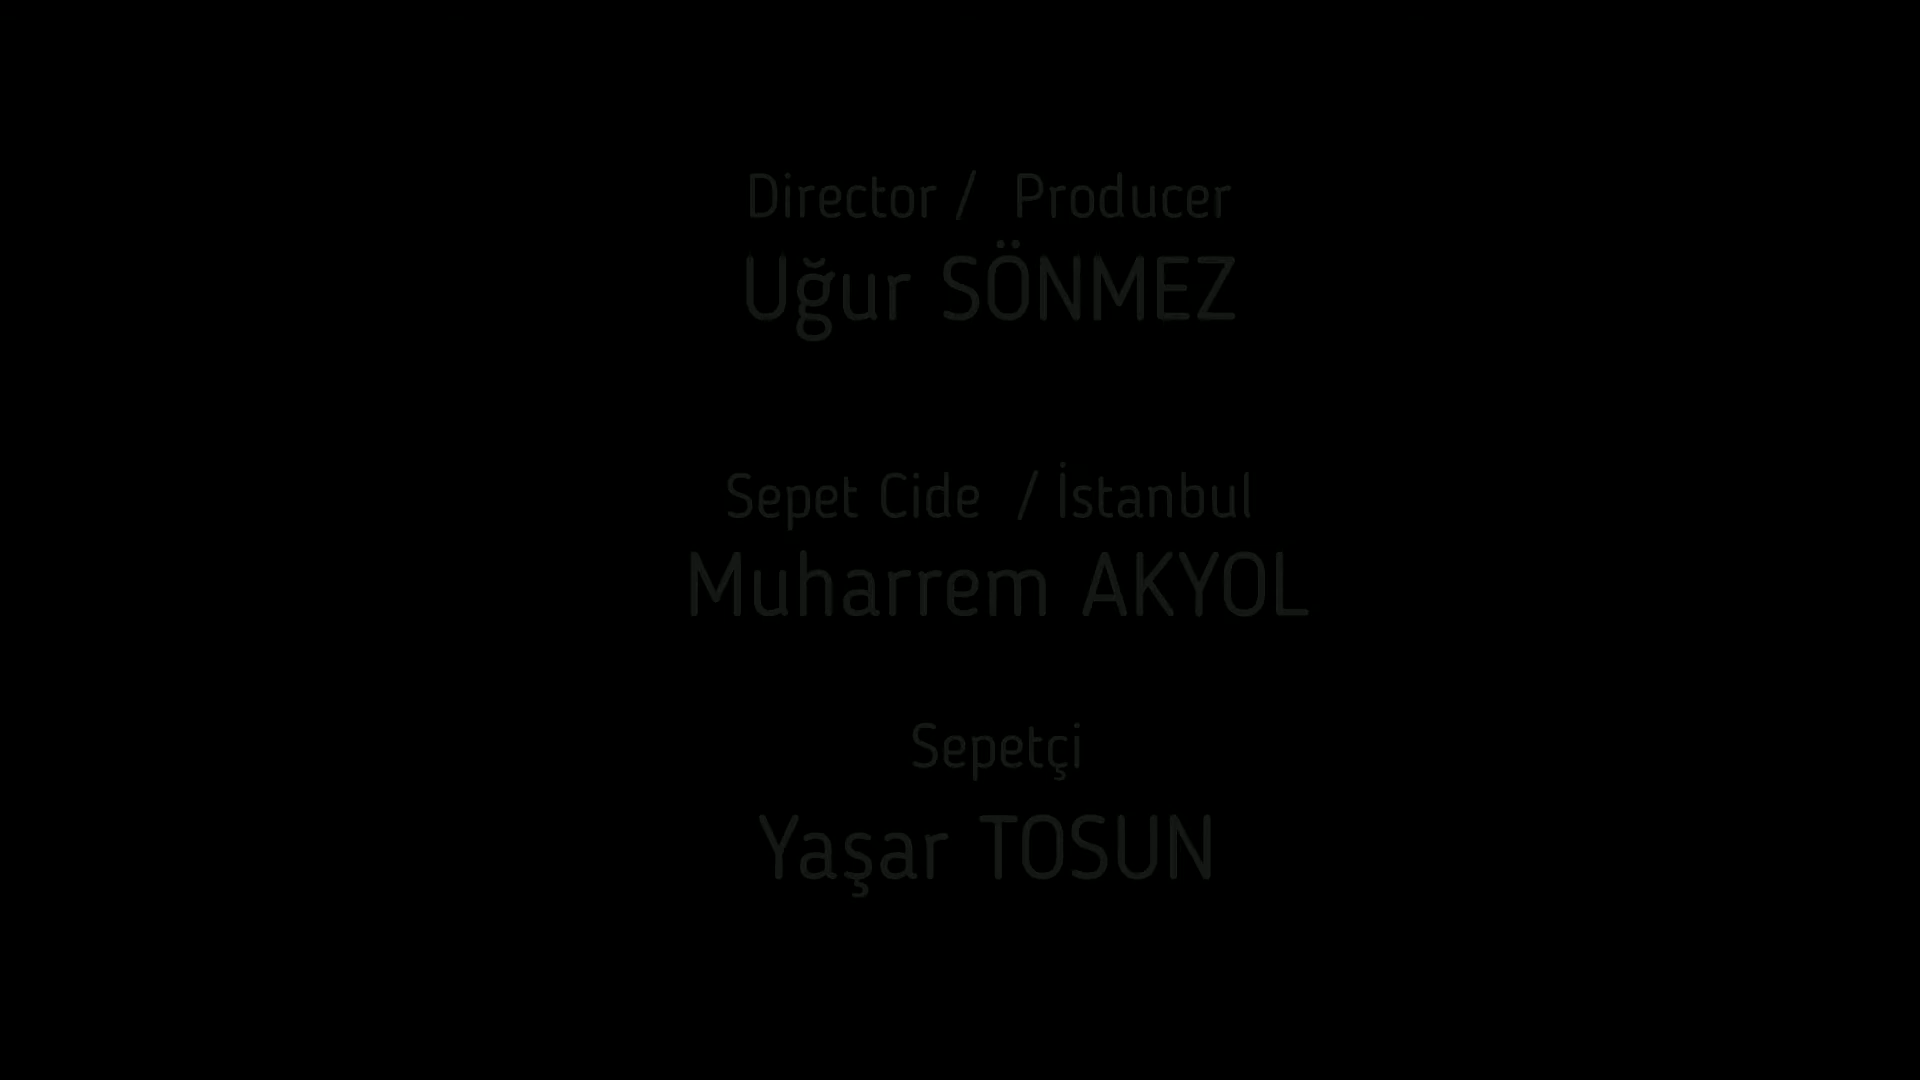 Director / Producer
Uğur SÖNMEZ
Sepet Cide / İstanbul
Muharrem AKYOL
Sepetçi
Yaşar TOSUN